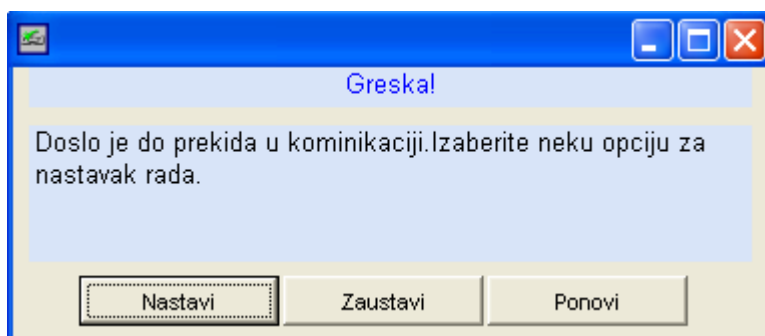 Greska!
Doslo je do prekida u kominikaciji.Izaberite neku opciju za
nastavak rada.
Nastavi Zaustavi Ponovi